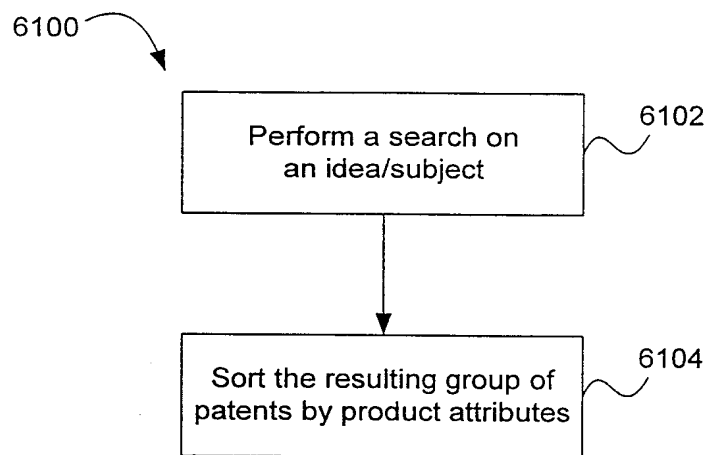 6100
6102
Perform a search on
an idea/subject
6104
Sort the resulting group of
patents by product attributes